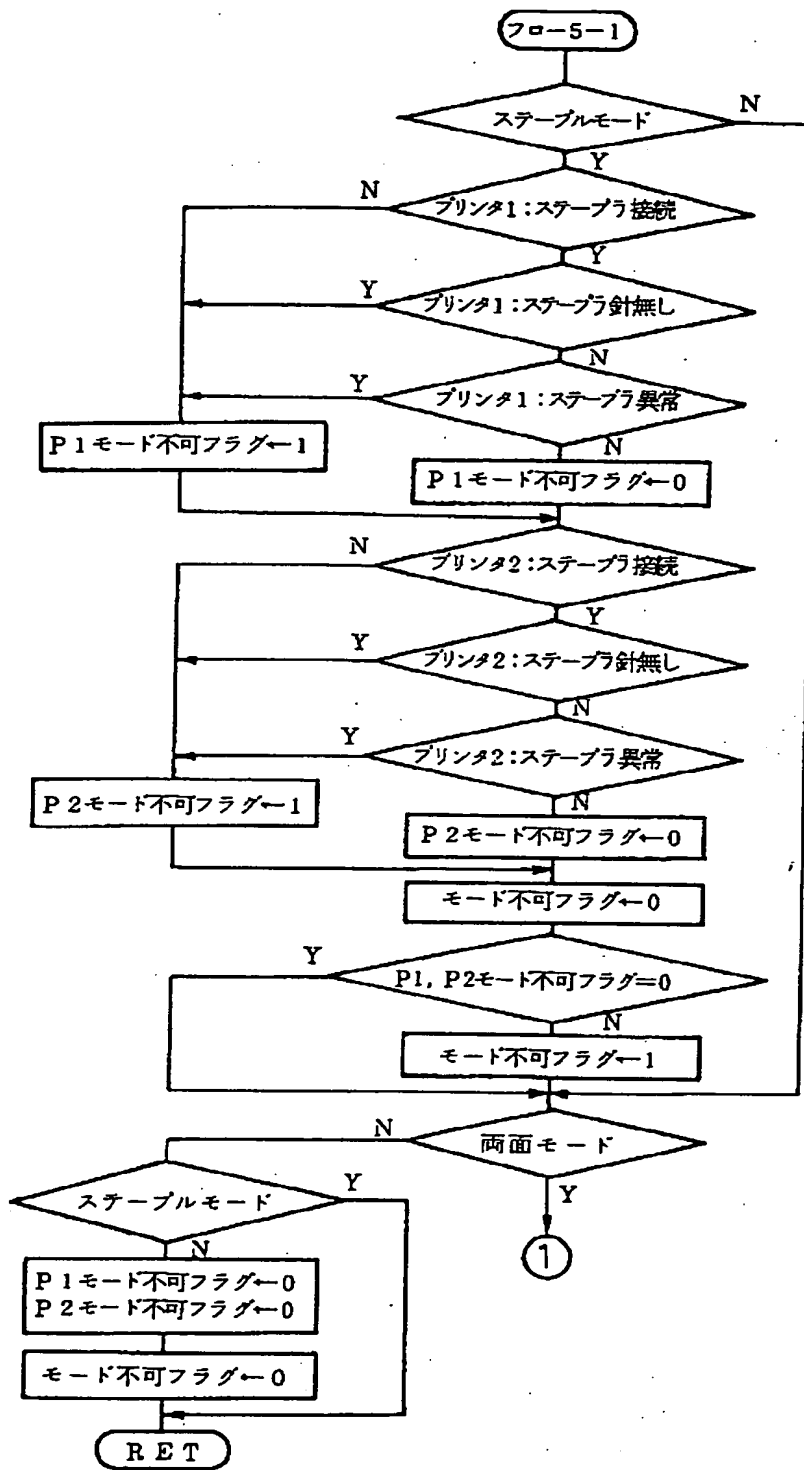 フロー5-1
ステープルモード
N
Y
プリンタ1:ステープラ接続
N
Y
プリンタ1:ステープラ針無し
Y
N
プリンタ1:ステープラ異常
Y
N
P1モード不可フラグ←1
P1モード不可フラグ←0
プリンタ2:ステープラ接続
N
Y
プリンタ2:ステープラ針無し
Y
N
プリンタ2:ステープラ異常
Y
N
P2モード不可フラグ←1
P2モード不可フラグ←0
モード不可フラグ←0
Y
P1, P2モード不可フラグ=0
N
モード不可フラグ←1
N
両面モード
Y
ステープルモード
Y
①
N
P1モード不可フラグ←0
P2モード不可フラグ←0
モード不可フラグ←0
RET